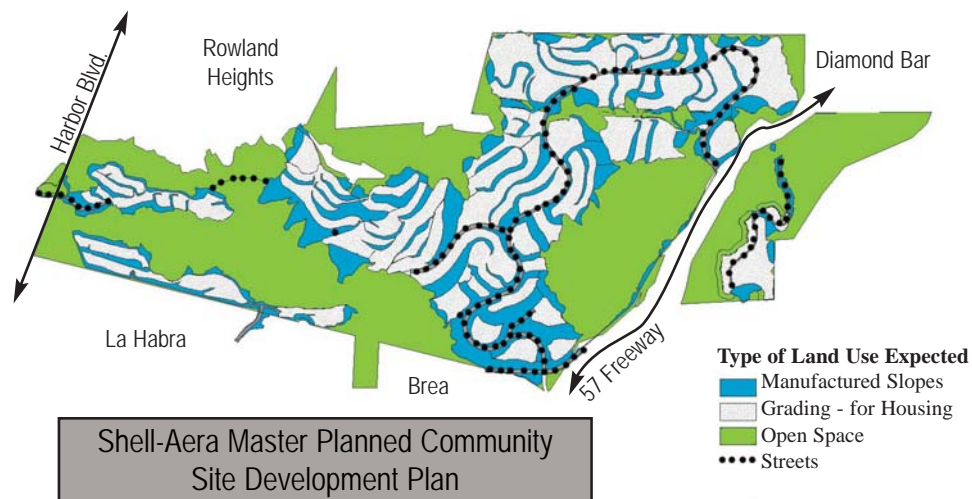 Rowland
Heights
Harbor Blvd.
Diamond Bar
La Habra
Brea
57 Freeway
Type of Land Use Expected
Manufactured Slopes
Grading - for Housing
Open Space
Streets
Shell-Aera Master Planned Community
Site Development Plan